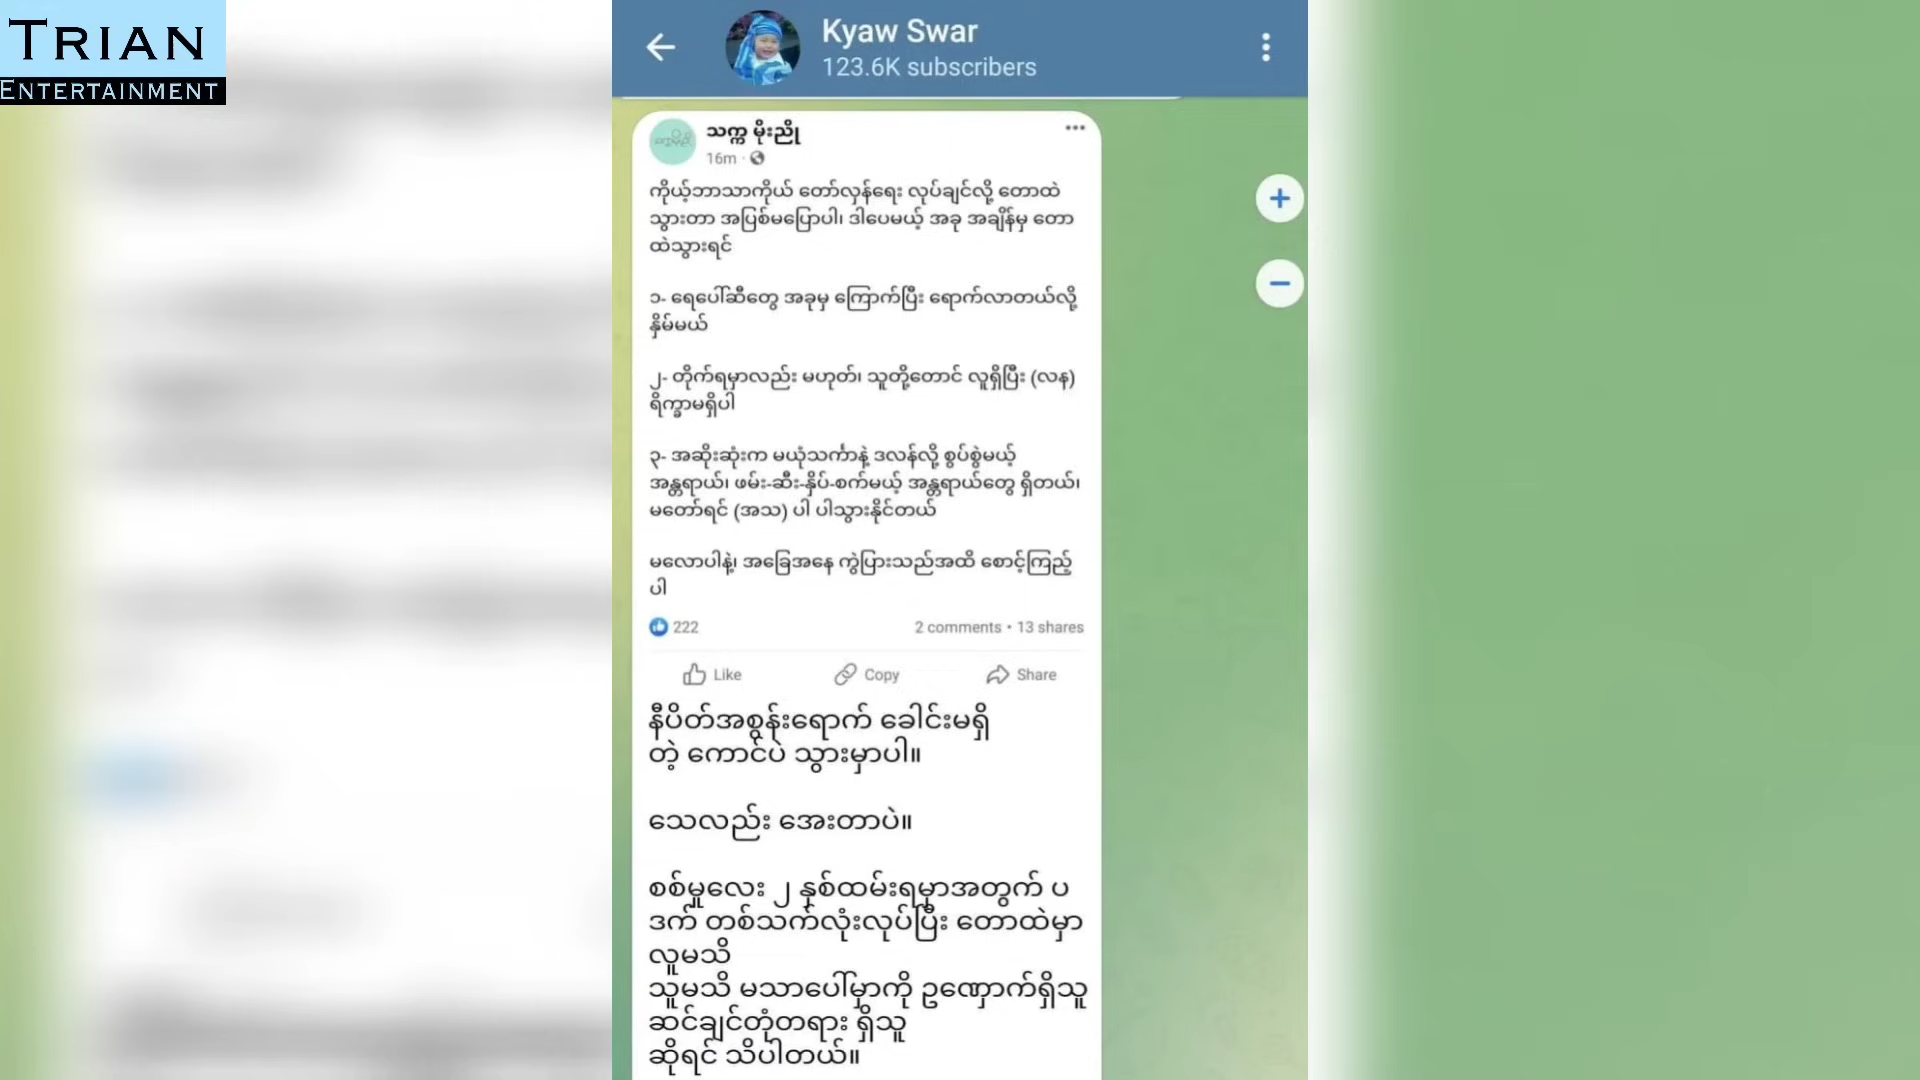 TRIAN
ENTERTAINMENT
Kyaw Swar
123.6K subscribers
သက္က မိုးညို
16m
ကိုယ့်ဘာသာကိုယ် တော်လှန်ရေး လုပ်ချင်လို့ တောထဲ
သွားတာ အပြစ်မပြောပါ၊ ဒါပေမယ့် အခု အချိန်မှ တော
ထဲသွားရင်
၁- ရေပေါ်ဆီတွေ အခုမှ ကြောက်ပြီး ရောက်လာတယ်လို့
နှိမ်မယ်
၂- တိုက်ရမှာလည်း မဟုတ်၊ သူတို့တောင် လူရှိပြီး (လန)
ရိက္ခာမရှိပါ
၃- အဆိုးဆုံးက မယုံသင်္ကာနဲ့ ဒလန်လို့ စွပ်စွဲမယ့်
အန္တရာယ်၊ ဖမ်း-ဆီး-နှိပ်-စက်မယ့် အန္တရာယ်တွေ ရှိတယ်၊
မတော်ရင် (အသ) ပါ ပါသွားနိုင်တယ်
မလောပါနဲ့၊ အခြေအနေ ကွဲပြားသည်အထိ စောင့်ကြည့်
ပါ
222
2 comments • 13 shares
Like Copy Share
နီပိတ်အစွန်းရောက် ခေါင်းမရှိ
တဲ့ ကောင်ပဲ သွားမှာပါ။
သေလည်း အေးတာပဲ။
စစ်မှုလေး ၂ နှစ်ထမ်းရမှာအတွက် ပ
ဒက် တစ်သက်လုံးလုပ်ပြီး တောထဲမှာ
လူမသိ
သူမသိ မသာပေါ်မှာကို ဥဏှောက်ရှိသူ
ဆင်ချင်တုံတရား ရှိသူ
ဆိုရင် သိပါတယ်။